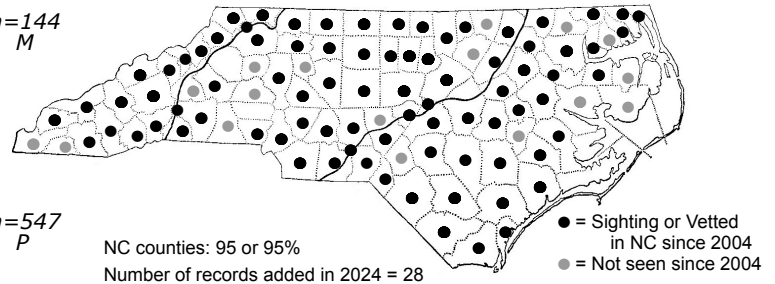 n=144
M
n=547
P
NC counties: 95 or 95%
Number of records added in 2024 = 28
= Sighting or Vetted
in NC since 2004
= Not seen since 2004